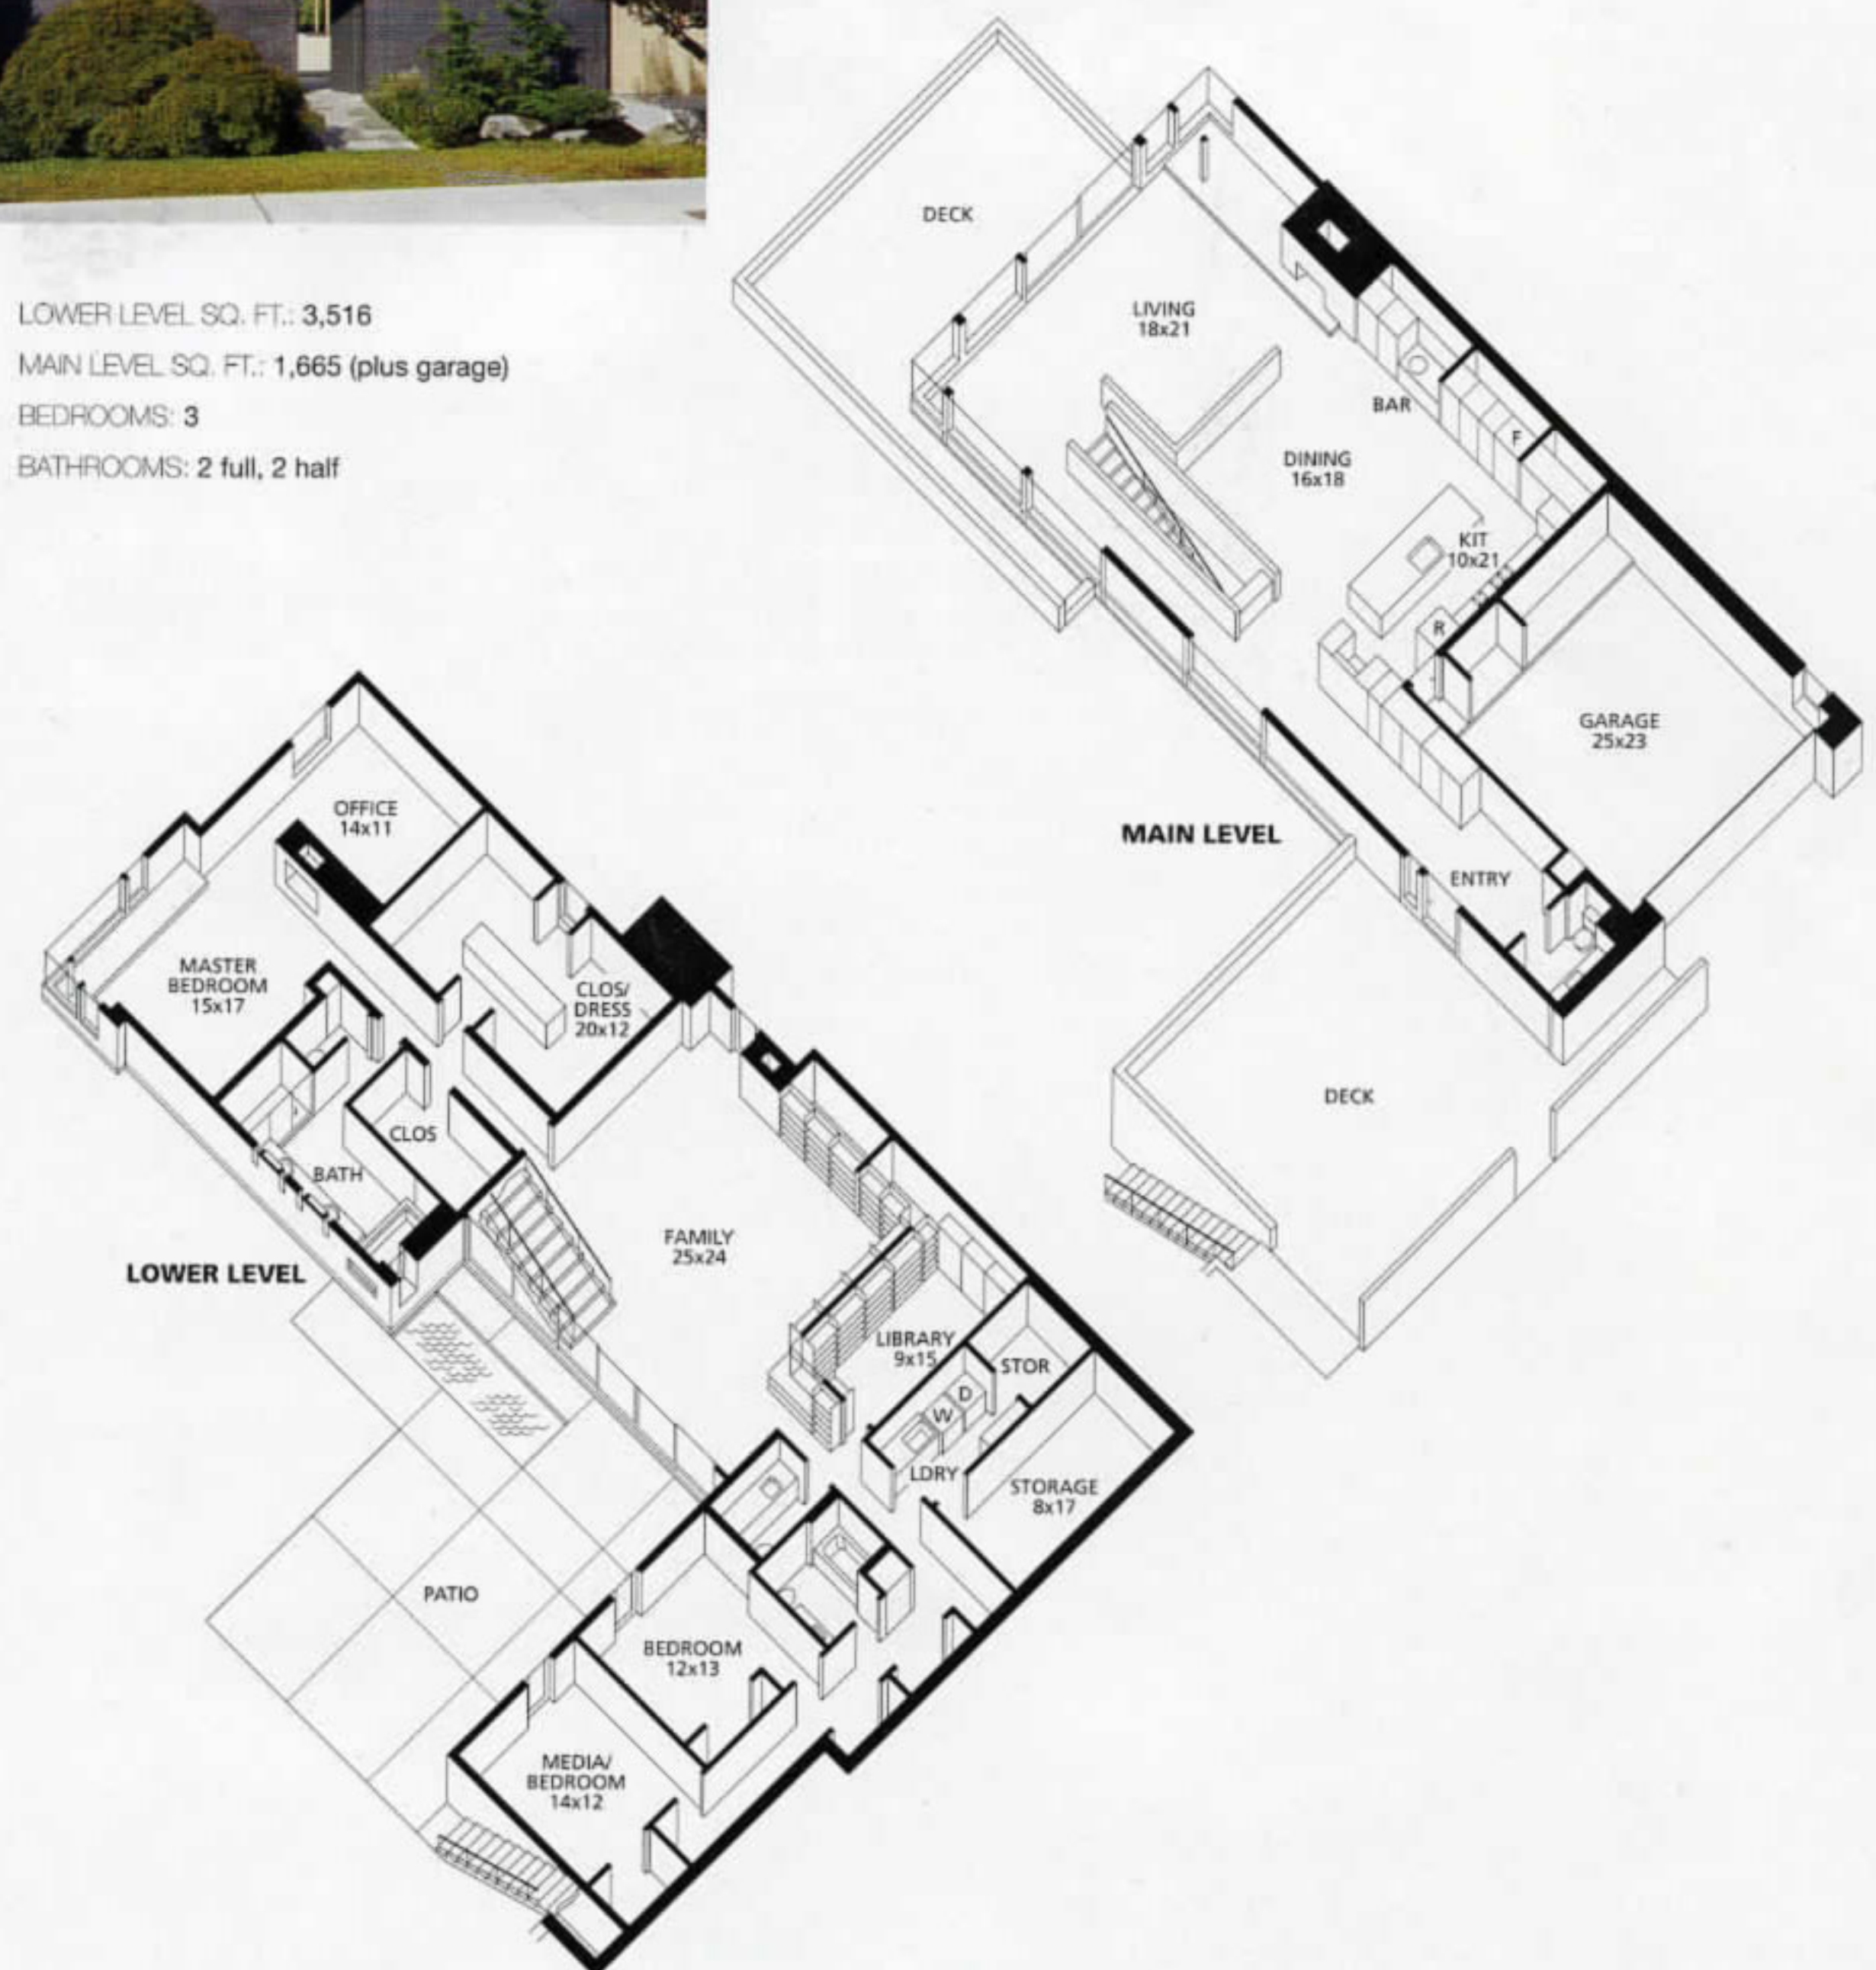 LOWER LEVEL SQ. FT.: 3,516
MAIN LEVEL SQ. FT.: 1,665 (plus garage)
BEDROOMS: 3
BATHROOMS: 2 full, 2 half
DECK
LIVING
18x21
BAR
F
DINING
16x18
KIT
10x21
R
GARAGE
25x23
MAIN LEVEL
ENTRY
DECK
OFFICE
14x11
MASTER
BEDROOM
15x17
CLOS/
DRESS
20x12
CLOS
BATH
FAMILY
25x24
LOWER LEVEL
LIBRARY
9x15
STOR
D
W
LDRY
STORAGE
8x17
PATIO
BEDROOM
12x13
MEDIA/
BEDROOM
14x12